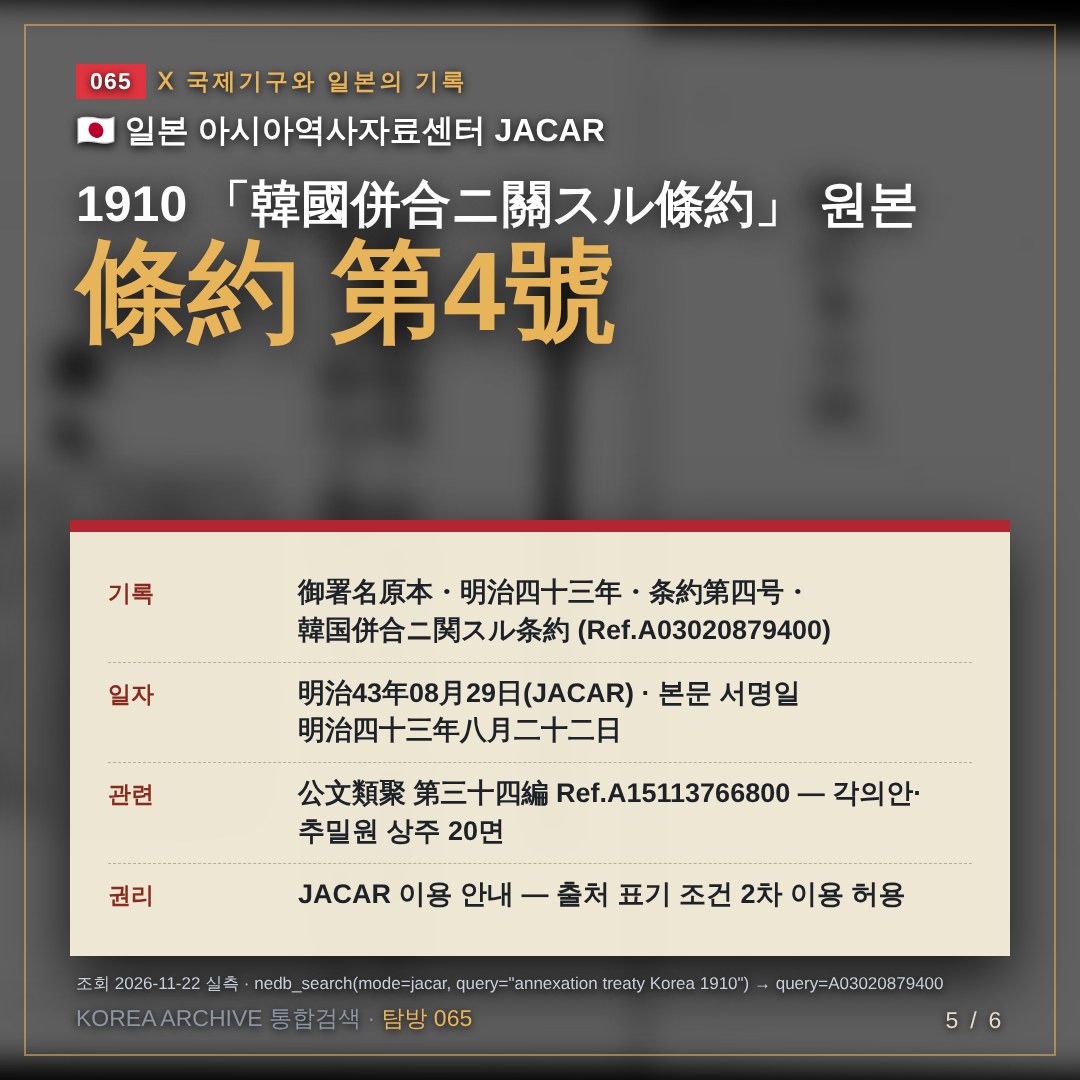 065 X 국제기구와 일본의 기록
🇯🇵 일본 아시아역사자료센터 JACAR
1910 「韓國併合ニ關スル條約」 원본
條約 第4號
기록 御署名原本・明治四十三年・条約第四号・
韓国併合ニ関スル条約 (Ref.A03020879400)
일자 明治43年08月29日(JACAR) · 본문 서명일
明治四十三年八月二十二日
관련 公文類聚 第三十四編 Ref.A15113766800 — 각의안·
추밀원 상주 20면
권리 JACAR 이용 안내 — 출처 표기 조건 2차 이용 허용
조회 2026-11-22 실측 · nedb_search(mode=jacar, query="annexation treaty Korea 1910") → query=A03020879400
KOREA ARCHIVE 통합검색 · 탐방 065
5 / 6